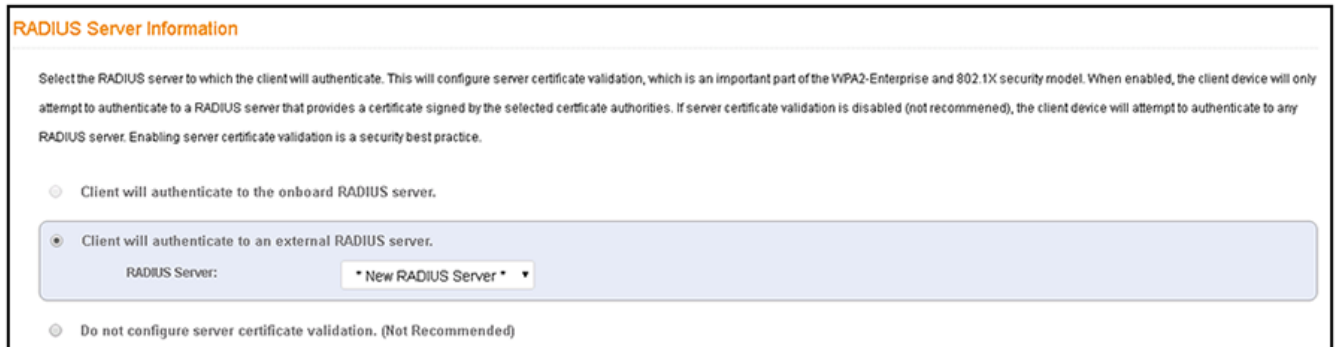 RADIUS Server Information
Select the RADIUS server to which the client will authenticate. This will configure server certificate validation, which is an important part of the WPA2-Enterprise and 802.1X security model. When enabled, the client device will only
attempt to authenticate to a RADIUS server that provides a certificate signed by the selected certficate authorities. If server certificate validation is disabled (not recommened), the client device will attempt to authenticate to any
RADIUS server. Enabling server certificate validation is a security best practice.
Client will authenticate to the onboard RADIUS server.
Client will authenticate to an external RADIUS server.
RADIUS Server: * New RADIUS Server *
Do not configure server certificate validation. (Not Recommended)